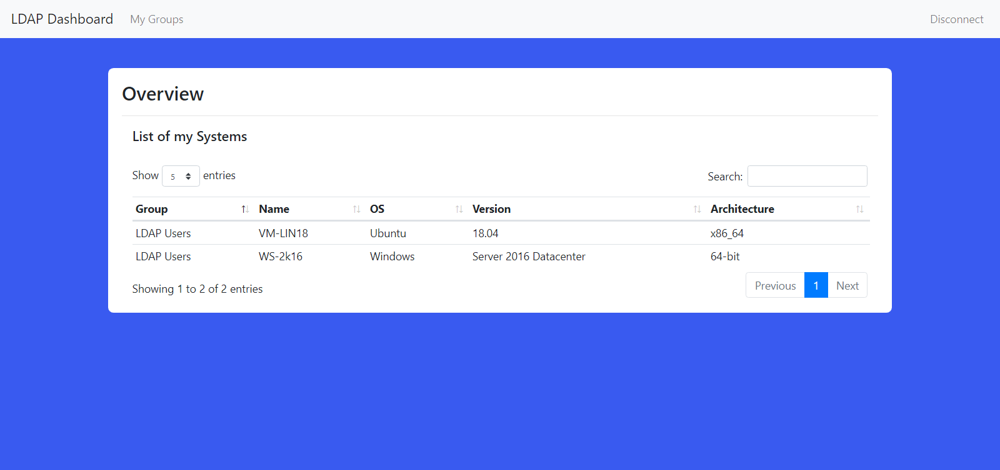 LDAP Dashboard My Groups Disconnect
Overview
List of my Systems
Show 5 entries Search:
Group Name OS Version Architecture
LDAP Users VM-LIN18 Ubuntu 18.04 x86_64
LDAP Users WS-2k16 Windows Server 2016 Datacenter 64-bit
Showing 1 to 2 of 2 entries Previous 1 Next